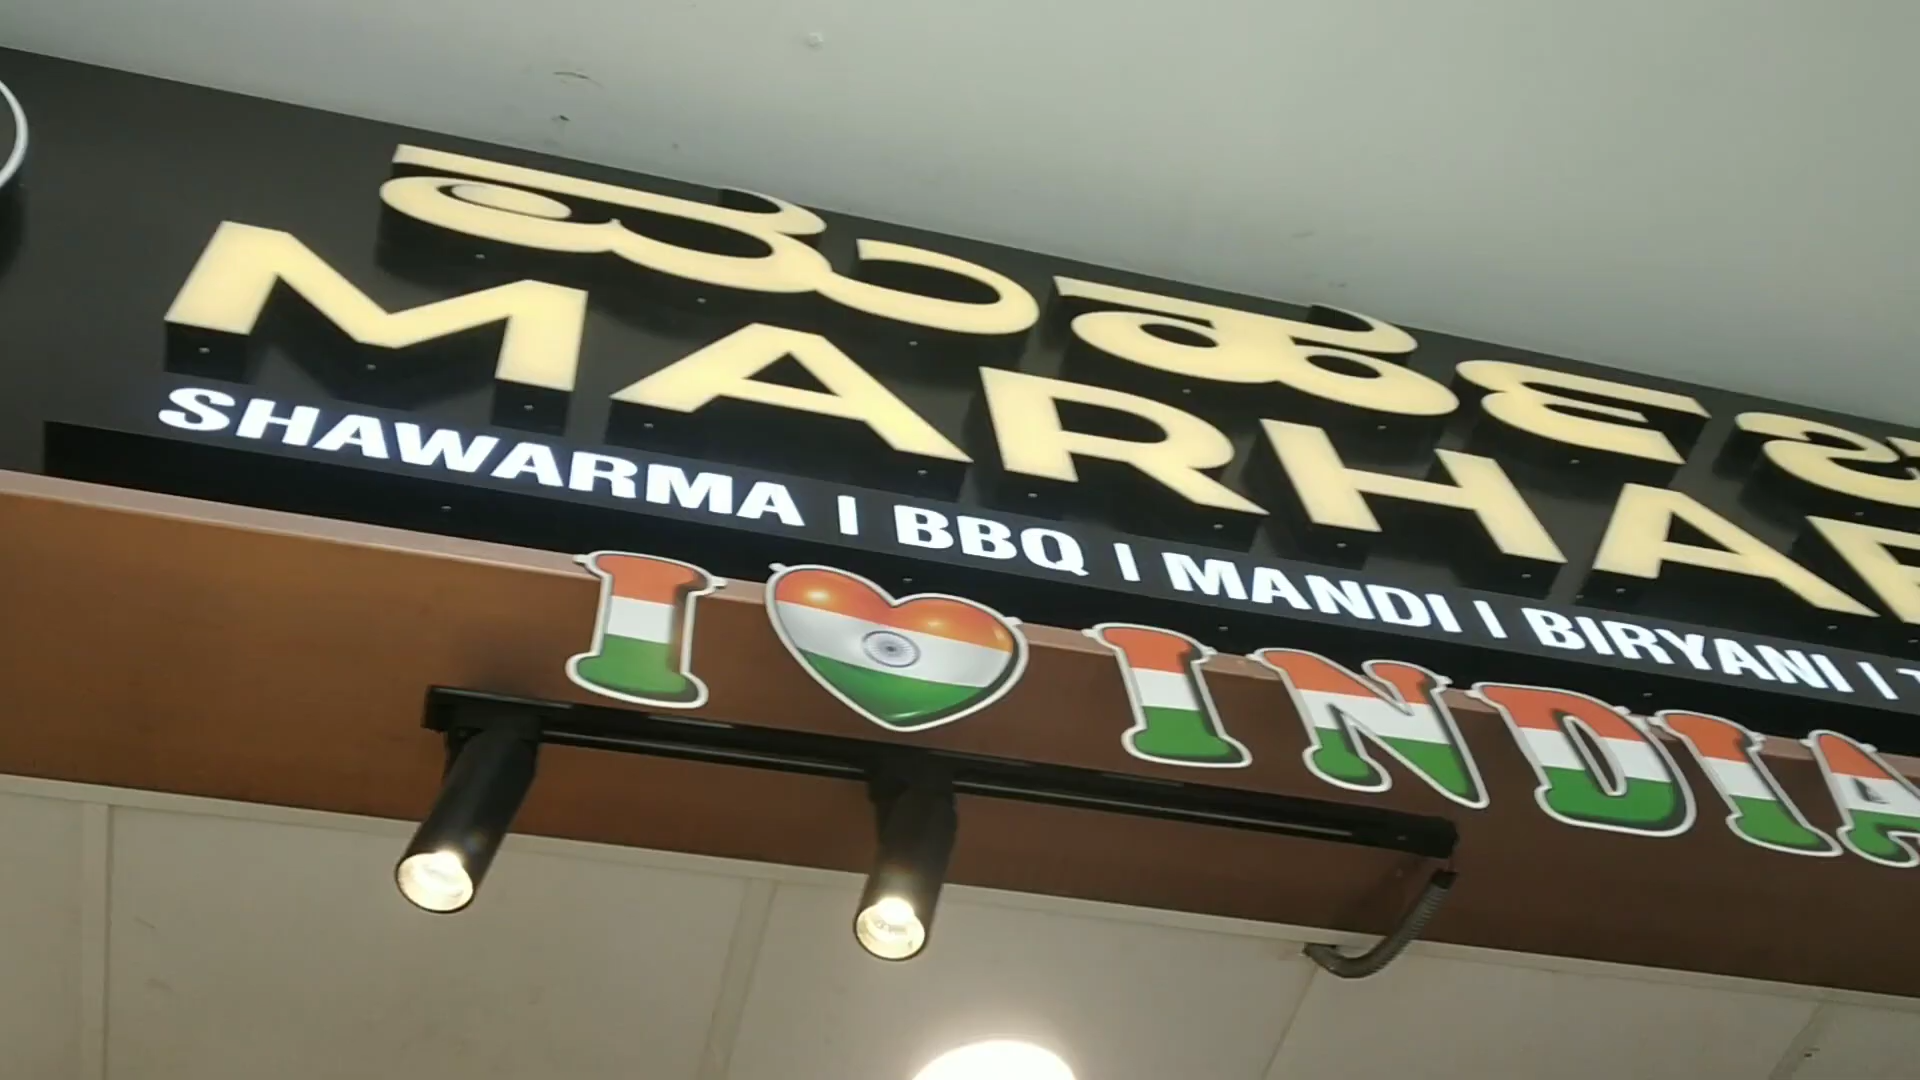 ಮಾರ್ಹ
MARHA
SHAWARMA | BBQ | MANDI | BIRYANI |
I ❤ INDIA